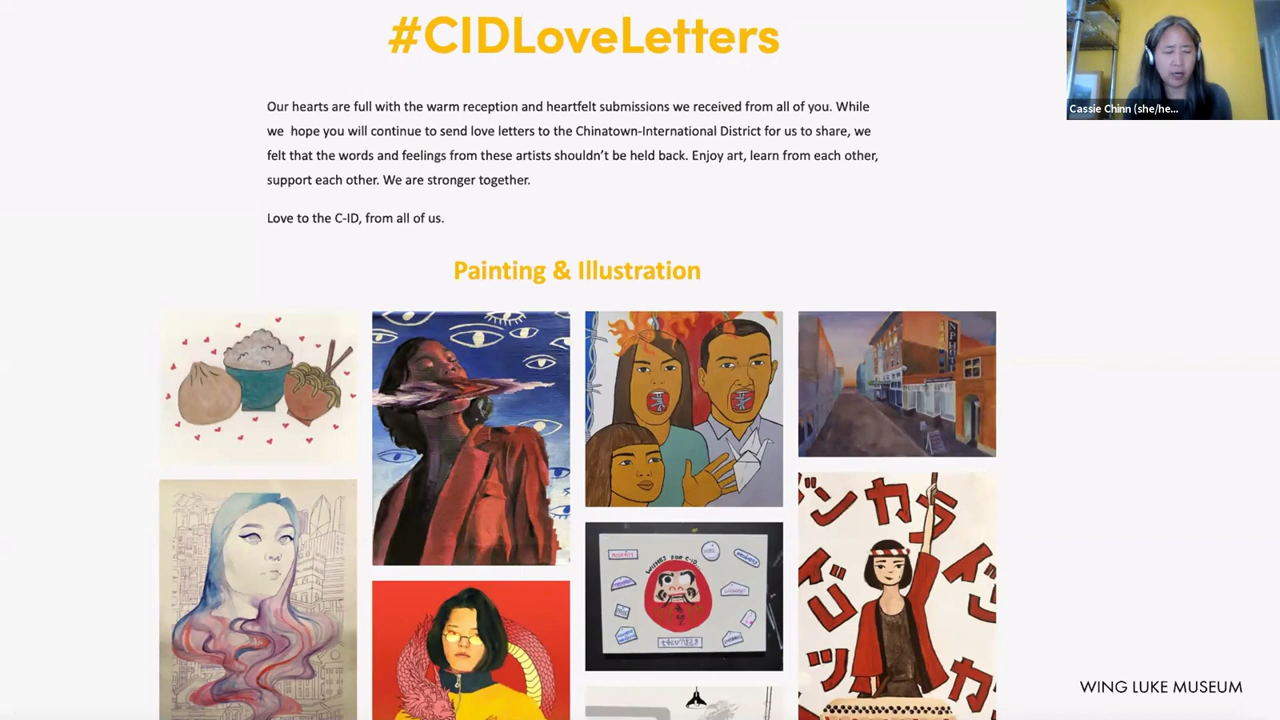 #CIDLoveLetters
Cassie Chinn (she/he...
Our hearts are full with the warm reception and heartfelt submissions we received from all of you. While
we hope you will continue to send love letters to the Chinatown-International District for us to share, we
felt that the words and feelings from these artists shouldn't be held back. Enjoy art, learn from each other,
support each other. We are stronger together.
Love to the C-ID, from all of us.
Painting & Illustration
WISHES FOR C-ID
WING LUKE MUSEUM